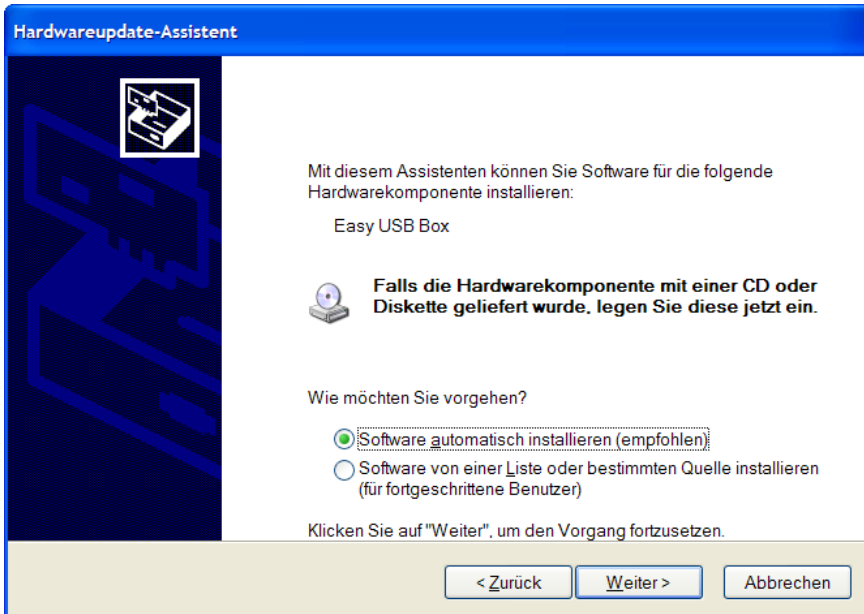 Hardwareupdate-Assistent
Mit diesem Assistenten können Sie Software für die folgende
Hardwarekomponente installieren:
Easy USB Box
Falls die Hardwarekomponente mit einer CD oder
Diskette geliefert wurde, legen Sie diese jetzt ein.
Wie möchten Sie vorgehen?
Software automatisch installieren (empfohlen)
Software von einer Liste oder bestimmten Quelle installieren
(für fortgeschrittene Benutzer)
Klicken Sie auf "Weiter", um den Vorgang fortzusetzen.
< Zurück Weiter > Abbrechen